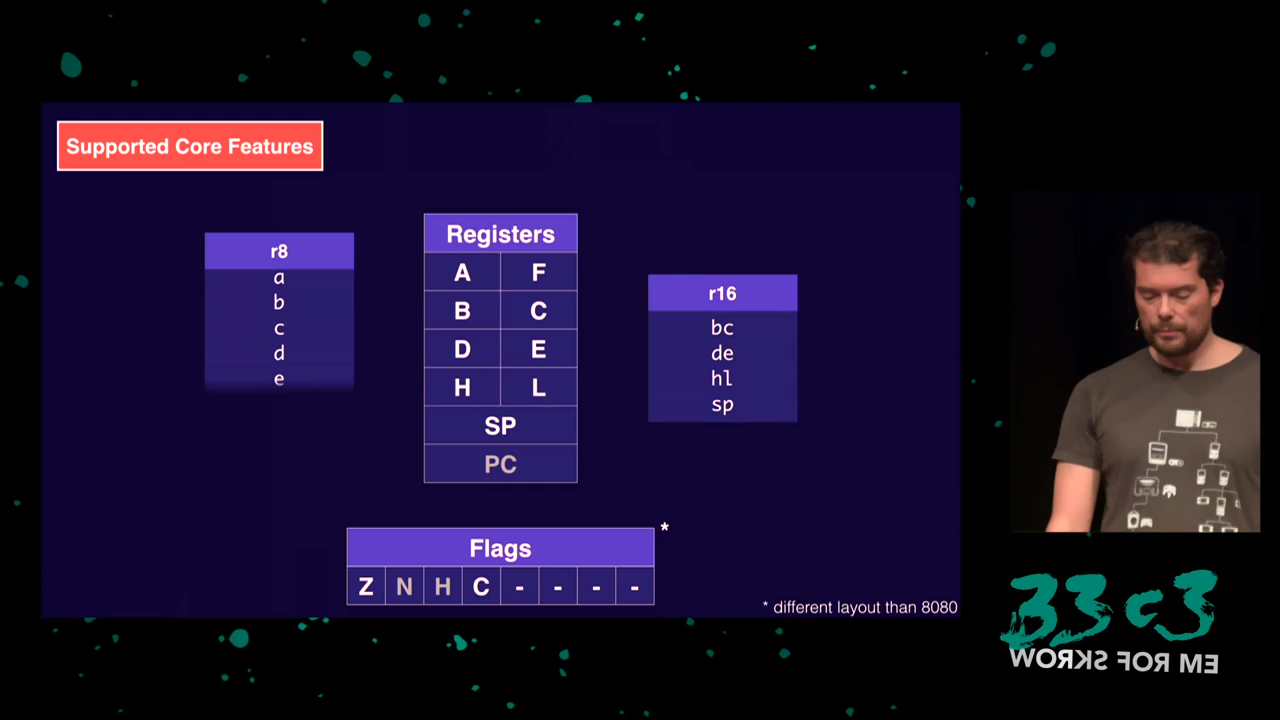 Supported Core Features
r8
a
b
c
d
e
Registers
A F
B C
D E
H L
SP
PC
r16
bc
de
hl
sp
Flags *
Z N H C - - - -
* different layout than 8080
33c3
WORKS FOR ME